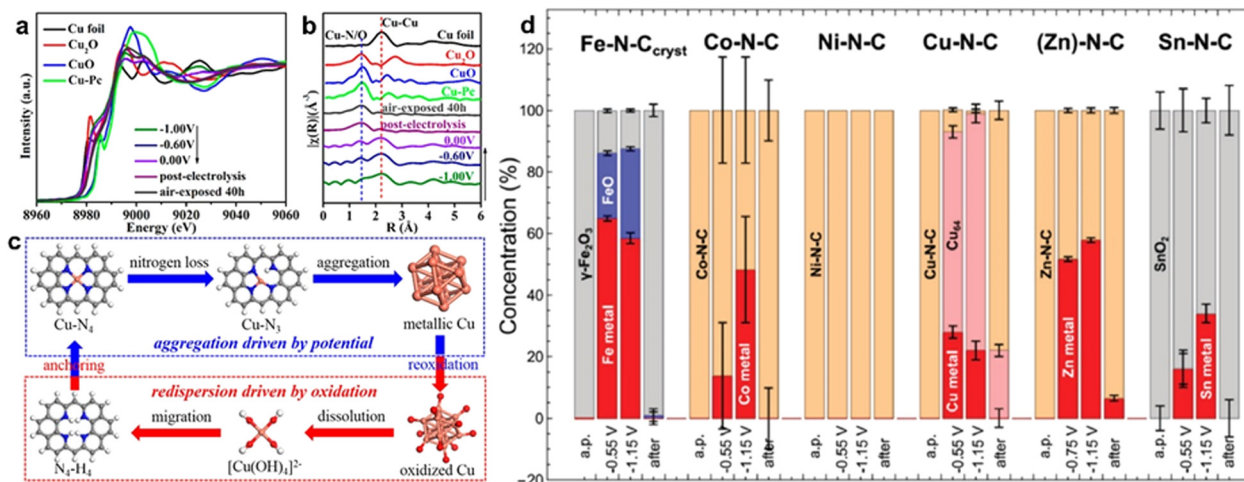 a
Cu foil
Cu₂O
CuO
Cu-Pc
-1.00V
-0.60V
0.00V
post-electrolysis
air-exposed 40h
Intensity (a.u.)
8960 8980 9000 9020 9040 9060
Energy (eV)
b
Cu-Cu
Cu-N/O
Cu foil
Cu₂O
CuO
Cu-Pc
air-exposed 40h
post-electrolysis
0.00V
-0.60V
-1.00V
|χ(R)|(Å⁻³)
0 1 2 3 4 5 6
R (Å)
c
nitrogen loss
aggregation
Cu-N₄
Cu-N₃
metallic Cu
aggregation driven by potential
anchoring
reoxidation
redispersion driven by oxidation
migration
dissolution
N₄-H₄
[Cu(OH)₄]²⁻
oxidized Cu
d
Concentration (%)
120
100
80
60
40
20
0
−20
Fe-N-Ccryst
Co-N-C
Ni-N-C
Cu-N-C
(Zn)-N-C
Sn-N-C
γ-Fe₂O₃
Fe metal
FeO
Co-N-C
Co metal
Ni-N-C
Cu-N-C
Cu metal
Cu₆₄
Zn-N-C
Zn metal
SnO₂
Sn metal
a.p.
-0.55 V
-1.15 V
after
a.p.
-0.55 V
-1.15 V
after
a.p.
-0.55 V
-1.15 V
after
a.p.
-0.55 V
-1.15 V
after
a.p.
-0.75 V
-1.15 V
after
a.p.
-0.55 V
-1.15 V
after